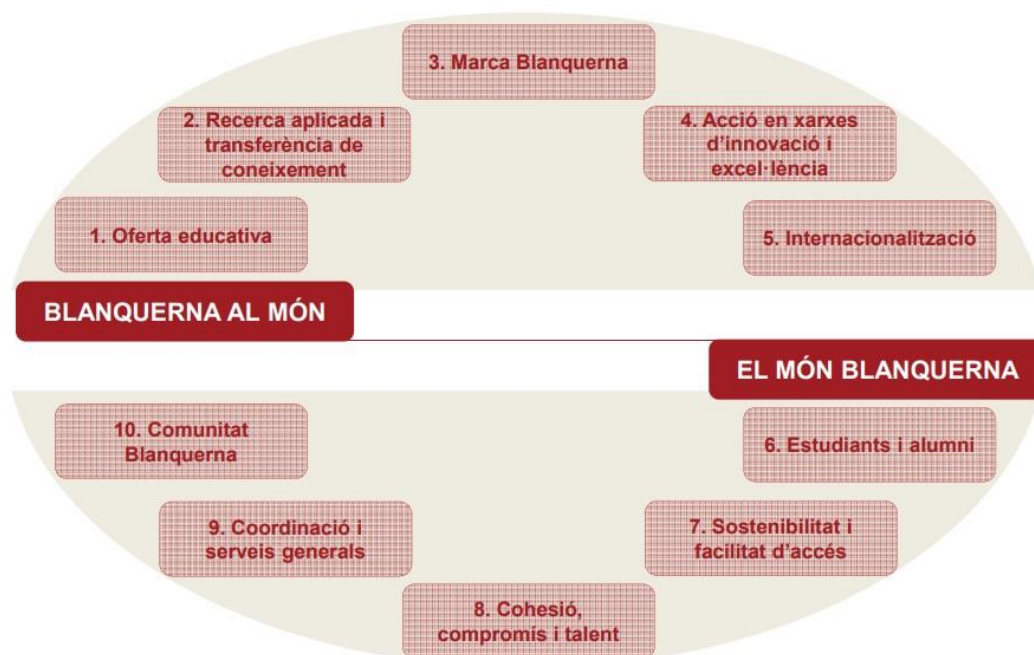 3. Marca Blanquerna
2. Recerca aplicada i
transferència de
coneixement
4. Acció en xarxes
d'innovació i
excel·lència
1. Oferta educativa
5. Internacionalització
BLANQUERNA AL MÓN
EL MÓN BLANQUERNA
10. Comunitat
Blanquerna
6. Estudiants i alumni
9. Coordinació i
serveis generals
7. Sostenibilitat i
facilitat d'accés
8. Cohesió,
compromís i talent